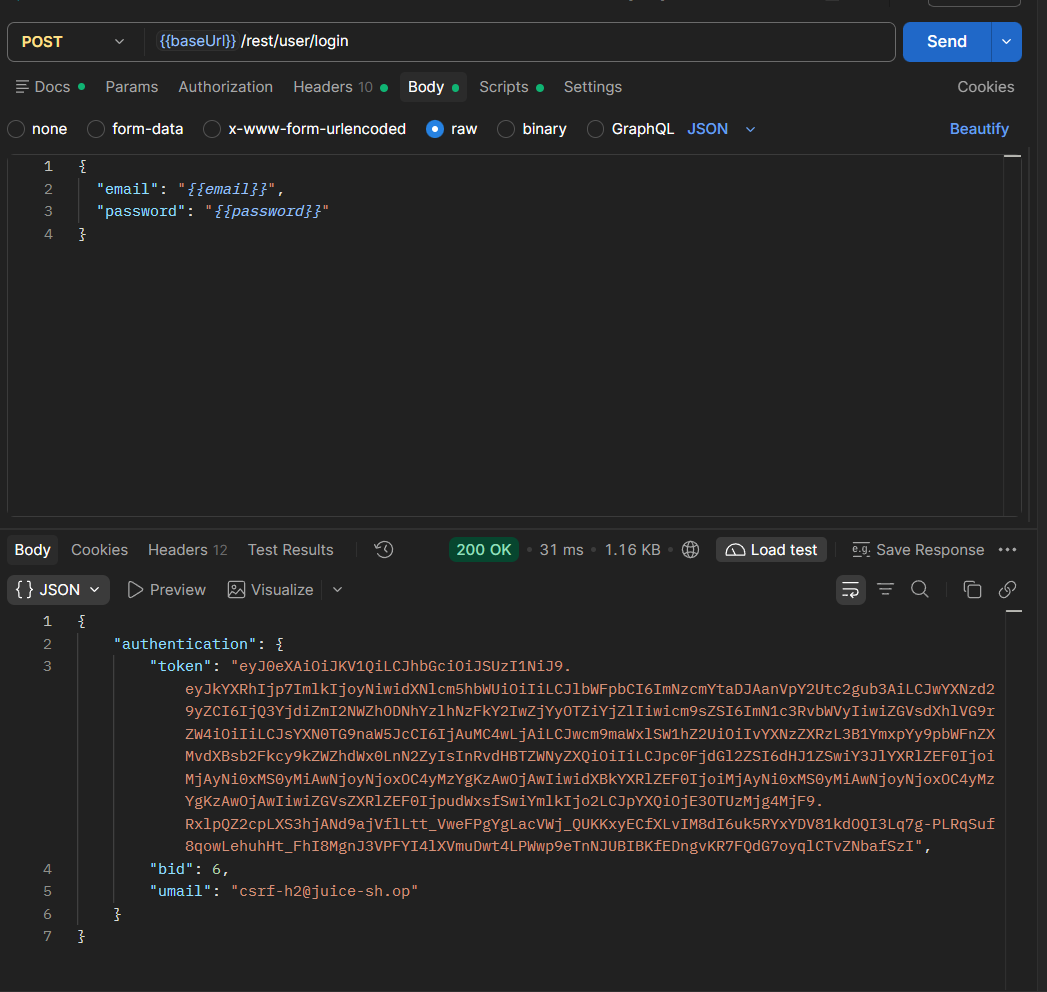 POST {{baseUrl}} /rest/user/login Send
Docs Params Authorization Headers 10 Body Scripts Settings Cookies
none form-data x-www-form-urlencoded raw binary GraphQL JSON Beautify
1 {
2 "email": "{{email}}",
3 "password": "{{password}}"
4 }
Body Cookies Headers 12 Test Results 200 OK • 31 ms • 1.16 KB • Load test e.g. Save Response •••
{} JSON Preview Visualize
1 {
2 "authentication": {
3 "token": "eyJ0eXAiOiJKV1QiLCJhbGciOiJSUzI1NiJ9.
eyJkYXRhIjp7ImlkIjoyNiwidXNlcm5hbWUiOiIiLCJlbWFpbCI6ImNzcmYtaDJAanVpY2Utc2gub3AiLCJwYXNzd2
9yZCI6IjQ3YjdiZmI2NWZhODNhYzlhNzFkY2IwZjYyOTZiYjZlIiwicm9sZSI6ImN1c3RvbWVyIiwiZGVsdXhlVG9r
ZW4iOiIiLCJsYXN0TG9naW5JcCI6IjAuMC4wLjAiLCJwcm9maWxlSW1hZ2UiOiIvYXNzZXRzL3B1YmxpYy9pbWFnZX
MvdXBsb2Fkcy9kZWZhdWx0LnN2ZyIsInRvdHBTZWNyZXQiOiIiLCJpc0FjdGl2ZSI6dHJ1ZSwiY3JlYXRlZEF0Ijoi
MjAyNi0xMS0yMiAwNjoyNjoxOC4yMzYgKzAwOjAwIiwidXBkYXRlZEF0IjoiMjAyNi0xMS0yMiAwNjoyNjoxOC4yMz
YgKzAwOjAwIiwiZGVsZXRlZEF0IjpudWxsfSwiYmlkIjo2LCJpYXQiOjE3OTUzMjg4MjF9.
RxlpQZ2cpLXS3hjANd9ajVflLtt_VweFPgYgLacVWj_QUKKxyECfXLvIM8dI6uk5RYxYDV81kdOQI3Lq7g-PLRqSuf
8qowLehuhHt_FhI8MgnJ3VPFYI4lXVmuDwt4LPWwp9eTnNJUBIBKfEDngvKR7FQdG7oyqlCTvZNbafSzI",
4 "bid": 6,
5 "umail": "csrf-h2@juice-sh.op"
6 }
7 }